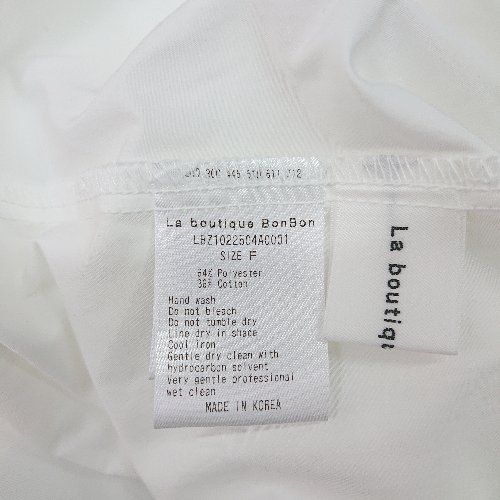 La boutique BonBon
LBZ1022504A0001
SIZE F
64% Polyester
36% Cotton
Hand wash
Do not bleach
Do not tumble dry
Line dry in shade
Cool iron
Gentle dry clean with
hydrocarbon solvent
Very gentle professional
wet clean
MADE IN KOREA
La boutiq